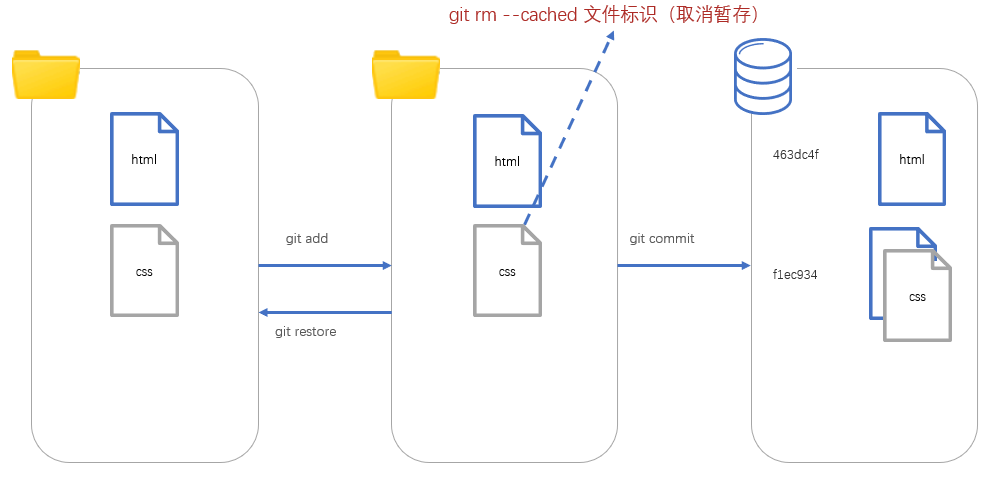 git rm --cached 文件标识（取消暂存）
html
html
463dc4f
html
git add
git commit
css
css
f1ec934
css
git restore